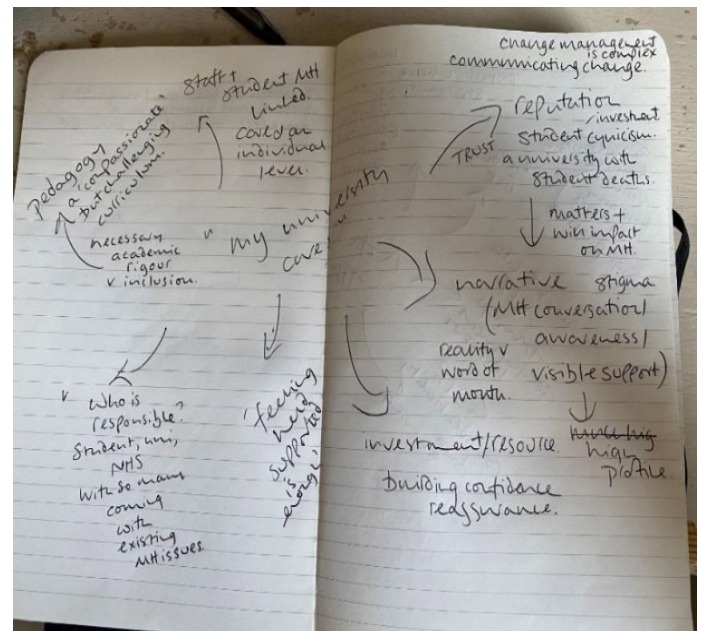 Staff +
Student MH
linked.
cared on
individual
level.
pedagogy
a 'compassionate'
but challenging
curriculum.
necessary
academic
rigour
v inclusion.
"my university
cares"
Who is
responsible?
Student, uni,
NHS
With so many
coming
with
existing
MH issues
'feeling
held
supported
is
enough'
change management
is complex
communicating change.
reputation
/investment
Student cynicism.
TRUST
a university with
student deaths.
matters +
will impact
on MH.
narrative stigma
(MH conversation/
awareness/
reality v
word of
mouth.
visible support)
high
profile.
investment/resource.
building confidence
reassurance.